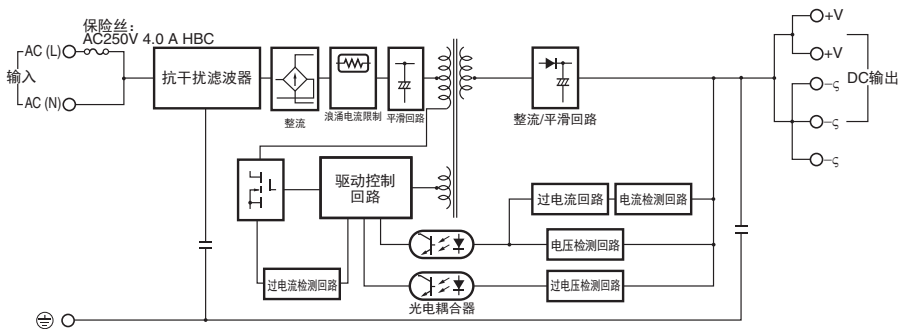 保险丝：
AC250V 4.0 A HBC
AC (L)
输入
AC (N)
抗干扰滤波器
整流
浪涌电流限制
平滑回路
整流/平滑回路
+V
+V
DC输出
-ς
-ς
-ς
驱动控制
回路
过电流回路
电流检测回路
电压检测回路
过电流检测回路
过电压检测回路
光电耦合器